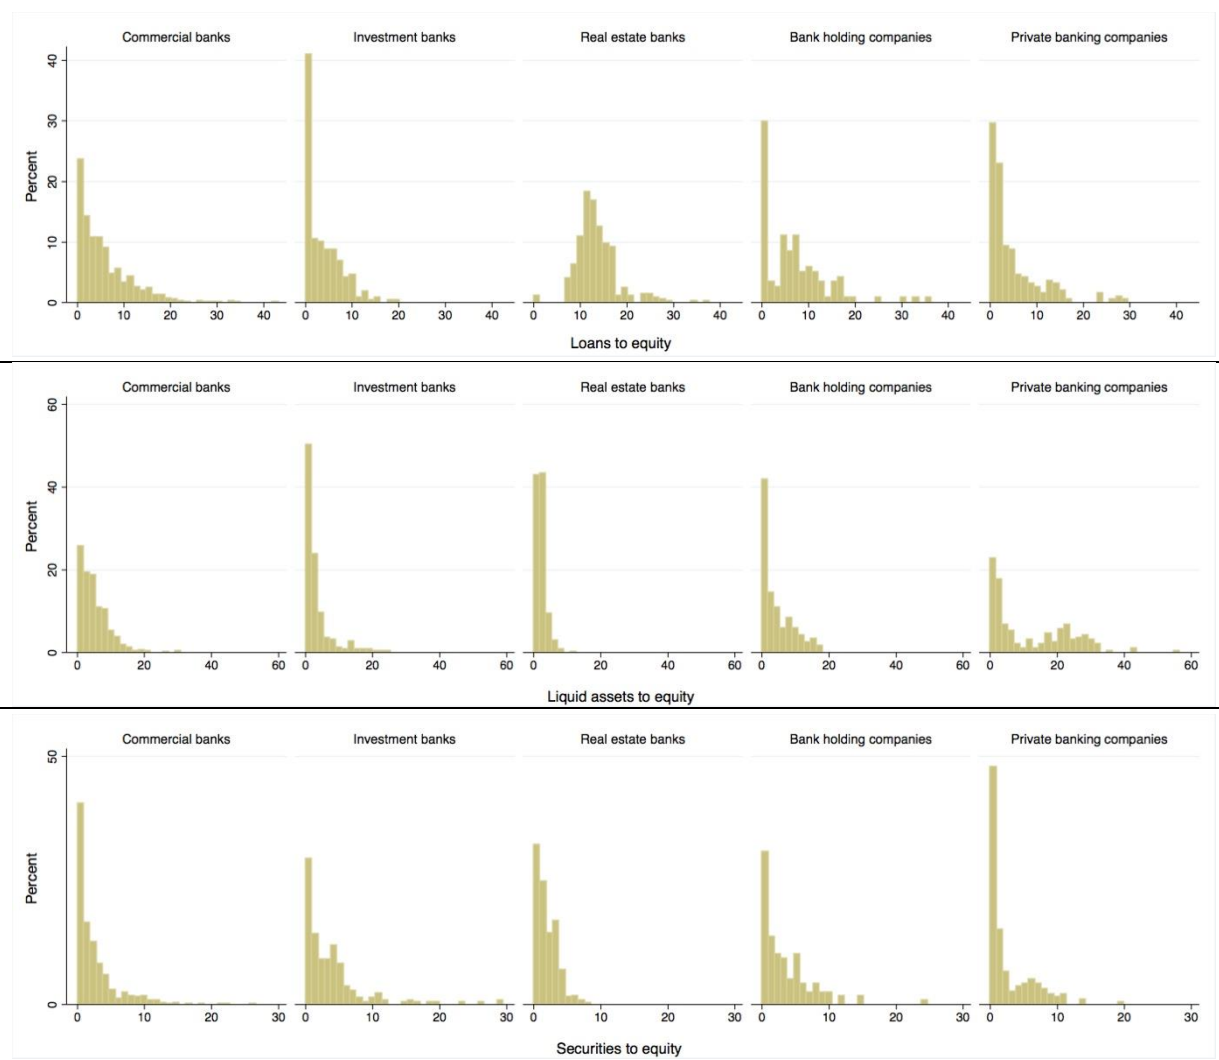 Commercial banks Investment banks Real estate banks Bank holding companies Private banking companies
40
30
20
10
0
Percent
0 10 20 30 40 0 10 20 30 40 0 10 20 30 40 0 10 20 30 40 0 10 20 30 40
Loans to equity
Commercial banks Investment banks Real estate banks Bank holding companies Private banking companies
60
40
20
0
Percent
0 20 40 60 0 20 40 60 0 20 40 60 0 20 40 60 0 20 40 60
Liquid assets to equity
Commercial banks Investment banks Real estate banks Bank holding companies Private banking companies
50
0
Percent
0 10 20 30 0 10 20 30 0 10 20 30 0 10 20 30 0 10 20 30
Securities to equity